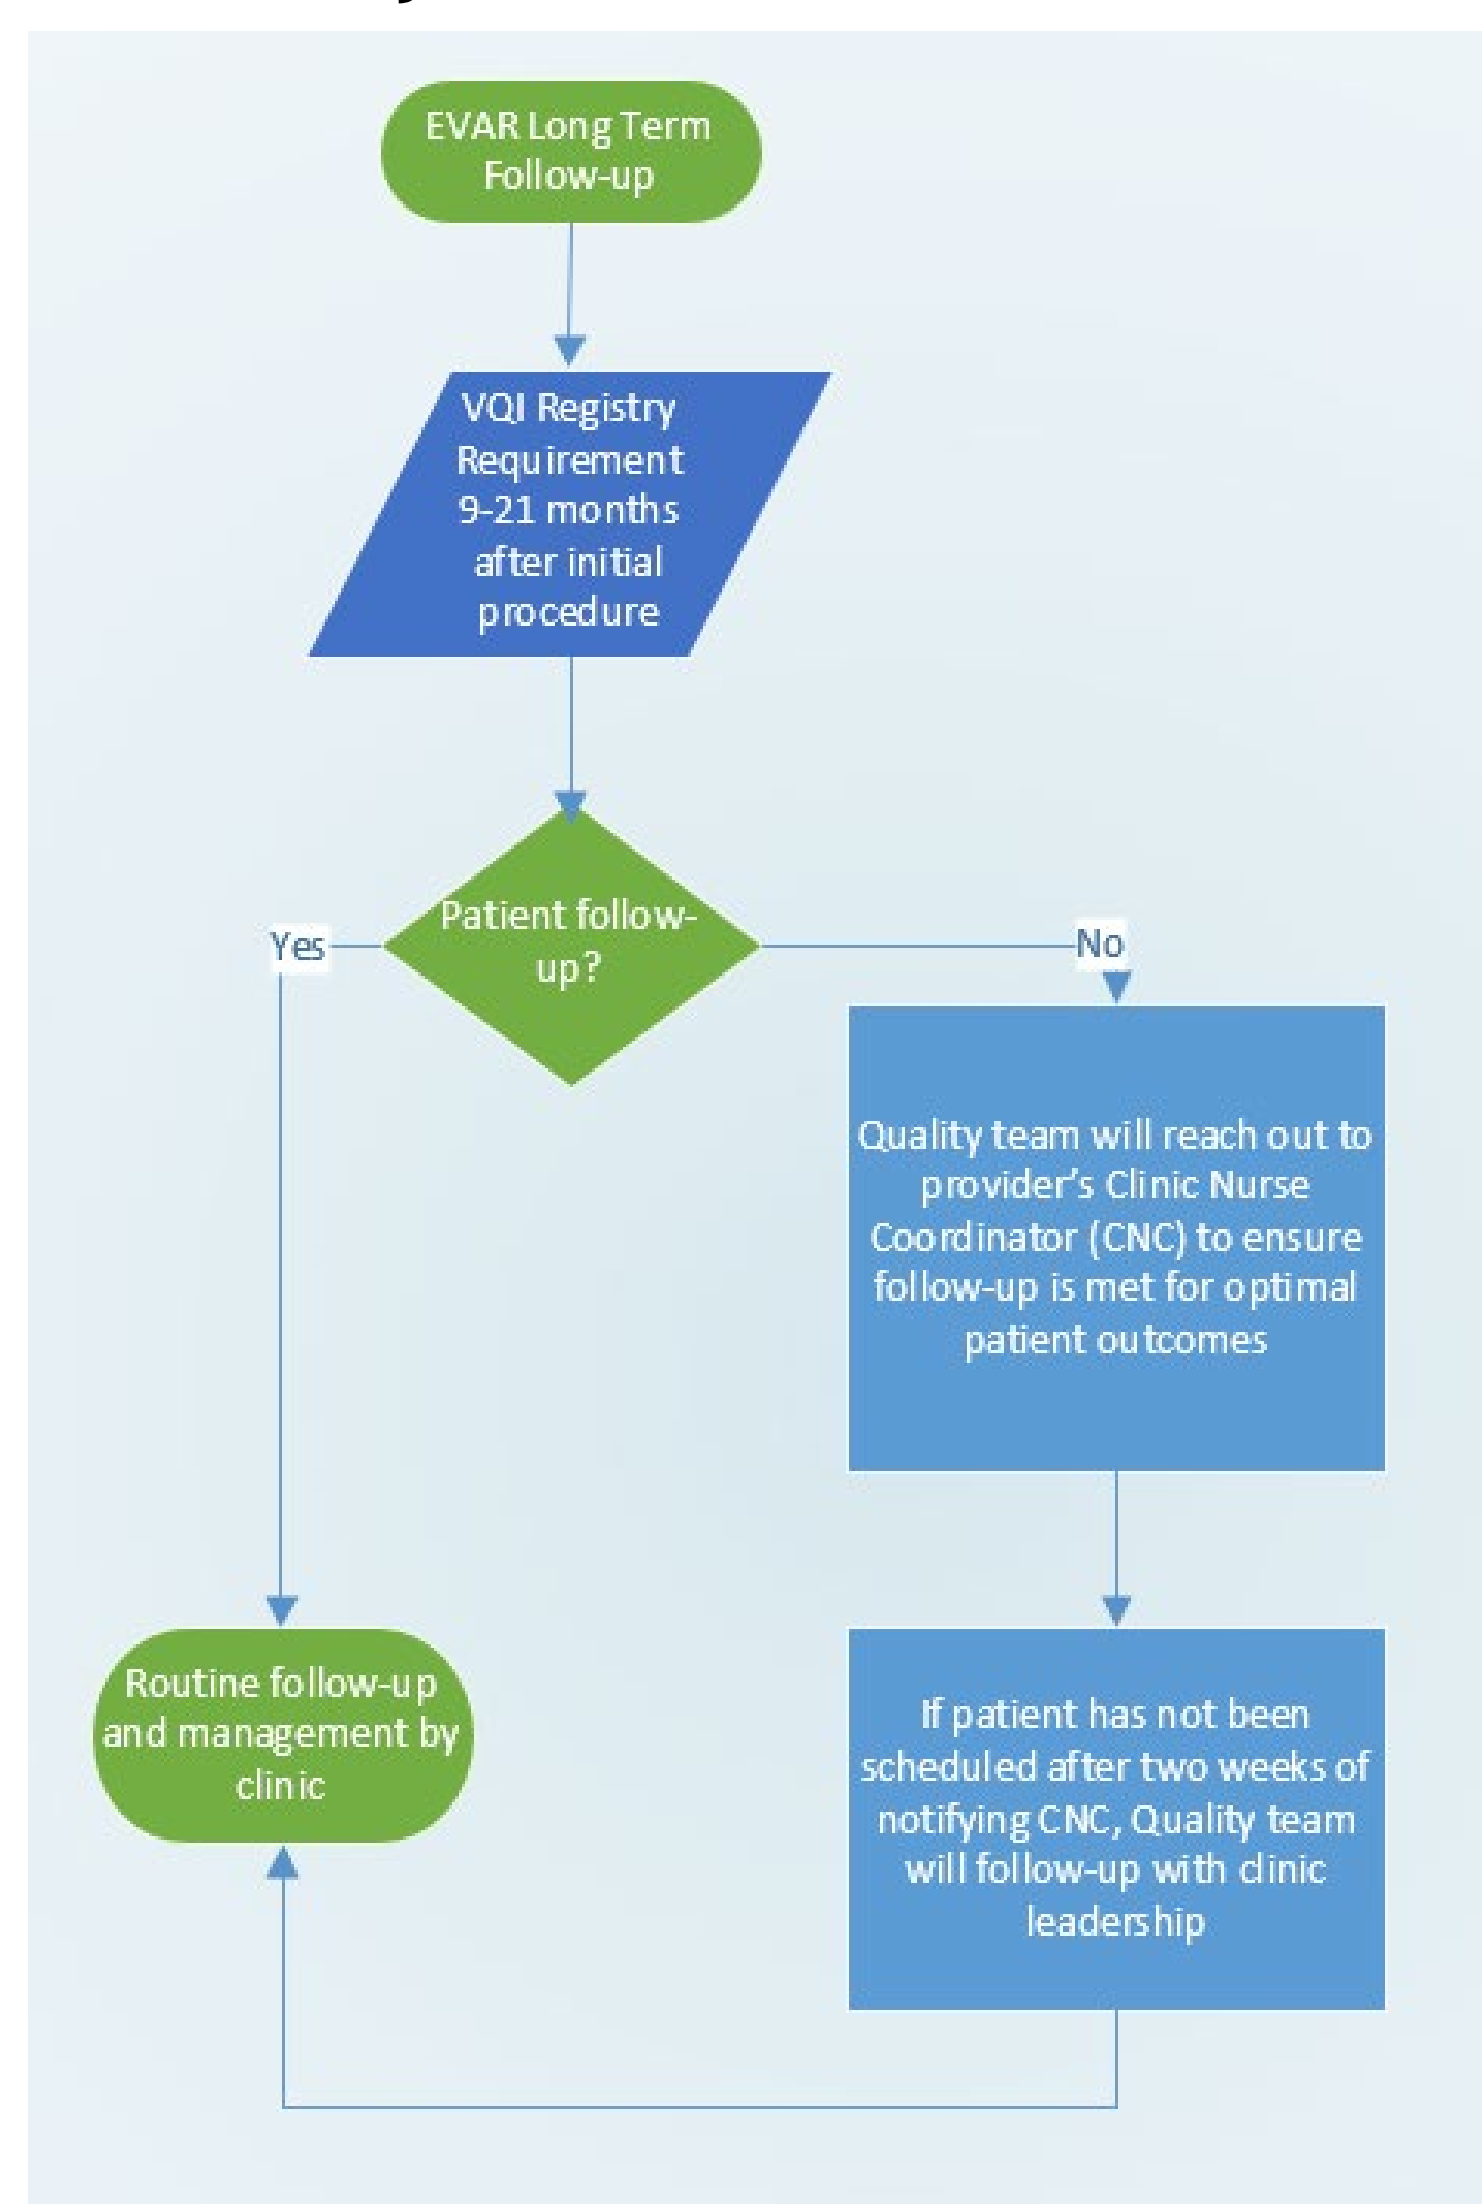 EVAR Long Term
Follow-up
VQI Registry
Requirement
9-21 months
after initial
procedure
Patient follow-
up?
Yes
No
Quality team will reach out to
provider's Clinic Nurse
Coordinator (CNC) to ensure
follow-up is met for optimal
patient outcomes
Routine follow-up
and management by
clinic
If patient has not been
scheduled after two weeks of
notifying CNC, Quality team
will follow-up with clinic
leadership